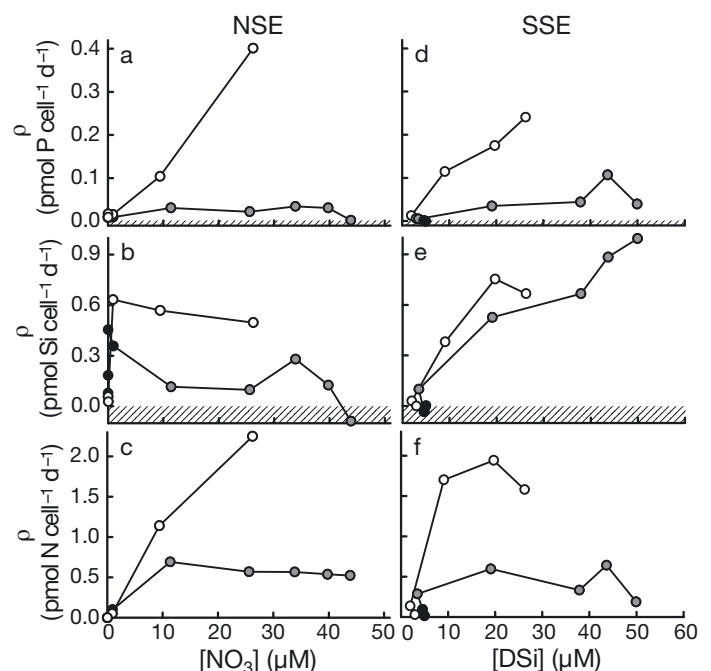 NSE SSE
a
0.4
0.3
0.2
0.1
0.0
ρ
(pmol P cell⁻¹ d⁻¹)
d
b
0.9
0.6
0.3
0.0
ρ
(pmol Si cell⁻¹ d⁻¹)
e
c
2.0
1.5
1.0
0.5
0.0
ρ
(pmol N cell⁻¹ d⁻¹)
f
0 10 20 30 40 50
[NO₃] (µM)
10 20 30 40 50 60
[DSi] (µM)